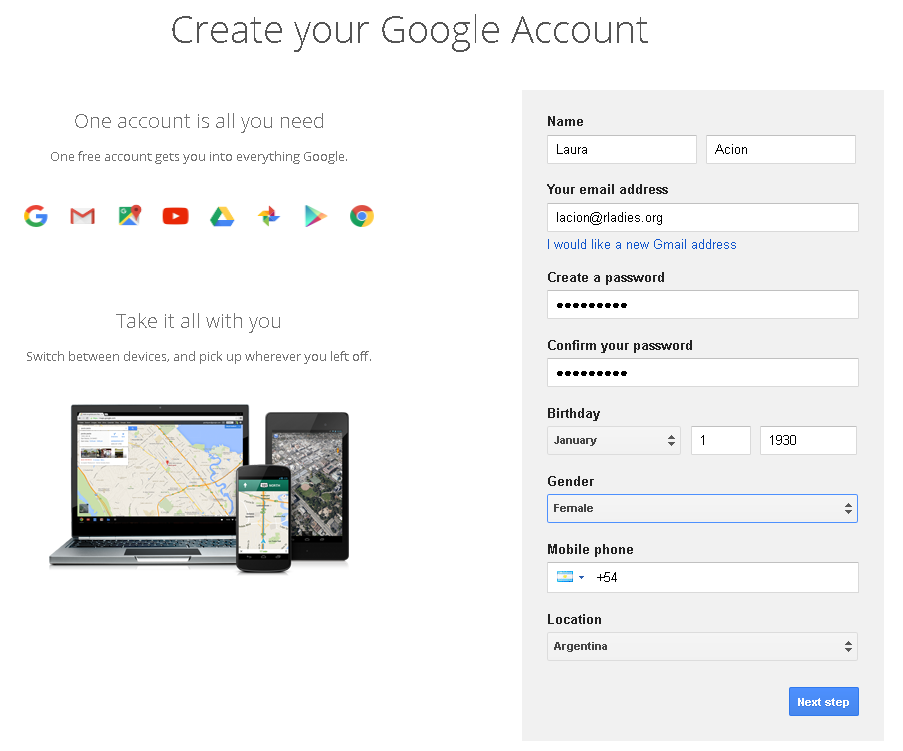 Create your Google Account
One account is all you need
One free account gets you into everything Google.
Take it all with you
Switch between devices, and pick up wherever you left off.
NORTH
Name
Laura Acion
Your email address
lacion@rladies.org
I would like a new Gmail address
Create a password
•••••••••
Confirm your password
•••••••••
Birthday
January 1 1930
Gender
Female
Mobile phone
+54
Location
Argentina
Next step